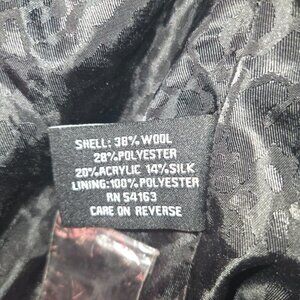 SHELL: 38% WOOL
28% POLYESTER
20% ACRYLIC 14% SILK
LINING: 100% POLYESTER
RN 54163
CARE ON REVERSE